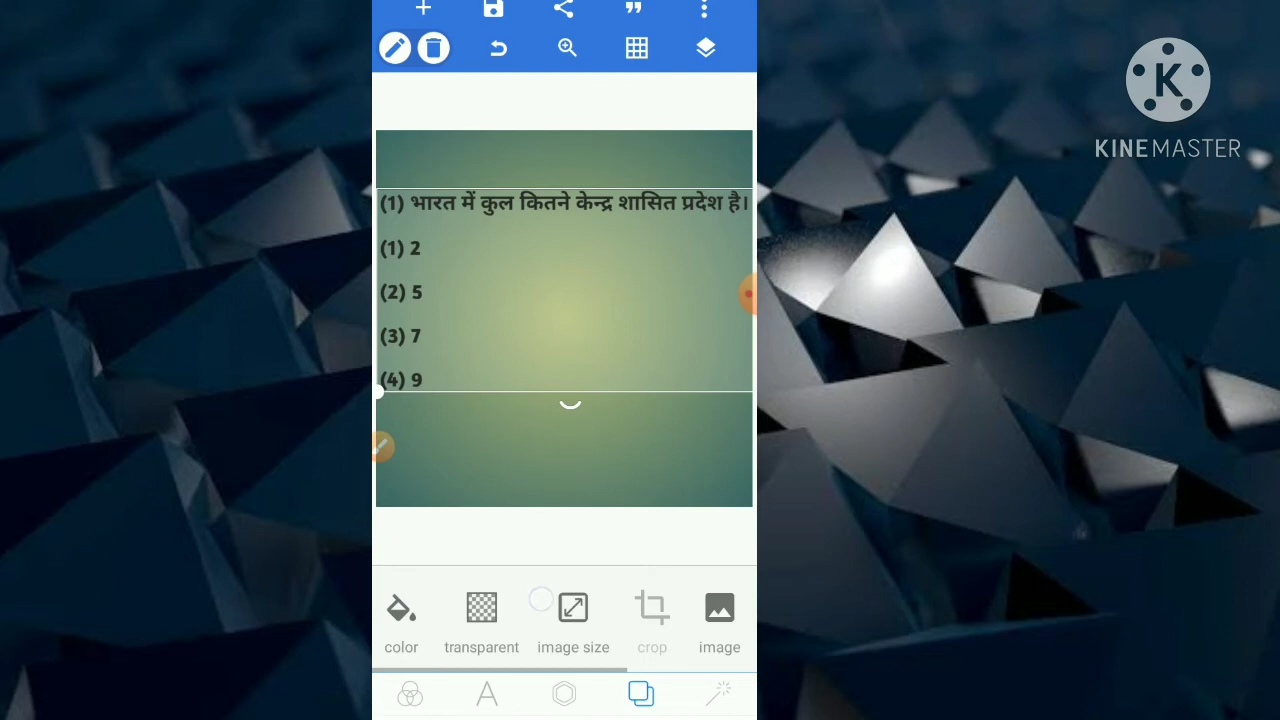 KINEMASTER
(1) भारत में कुल कितने केन्द्र शासित प्रदेश है।
(1) 2
(2) 5
(3) 7
(4) 9
color transparent image size crop image